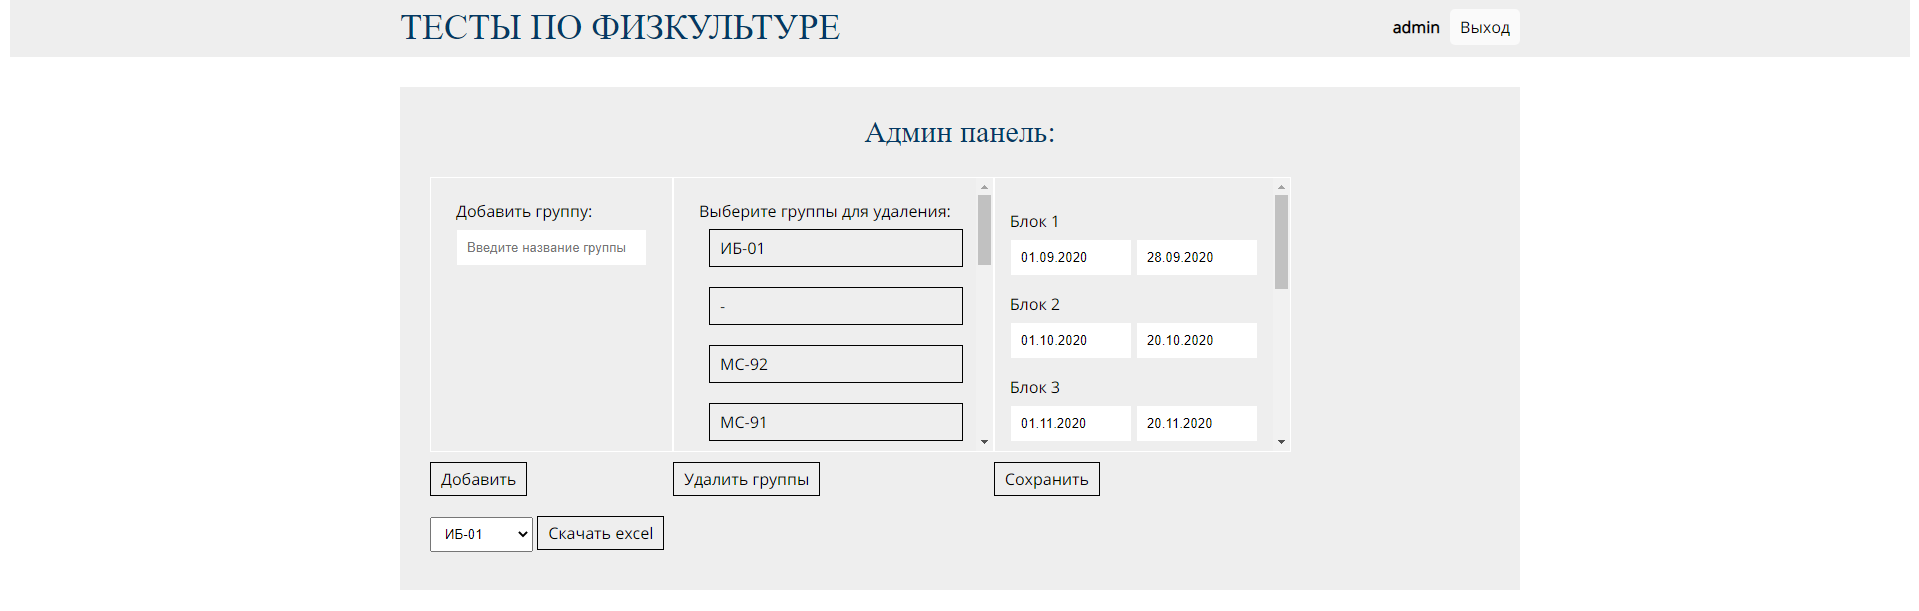 ТЕСТЫ ПО ФИЗКУЛЬТУРЕ
admin Выход
Админ панель:
Добавить группу:
Введите название группы
Добавить
Выберите группы для удаления:
ИБ-01
-
МС-92
МС-91
Удалить группы
Блок 1
01.09.2020 28.09.2020
Блок 2
01.10.2020 20.10.2020
Блок 3
01.11.2020 20.11.2020
Сохранить
ИБ-01 Скачать excel